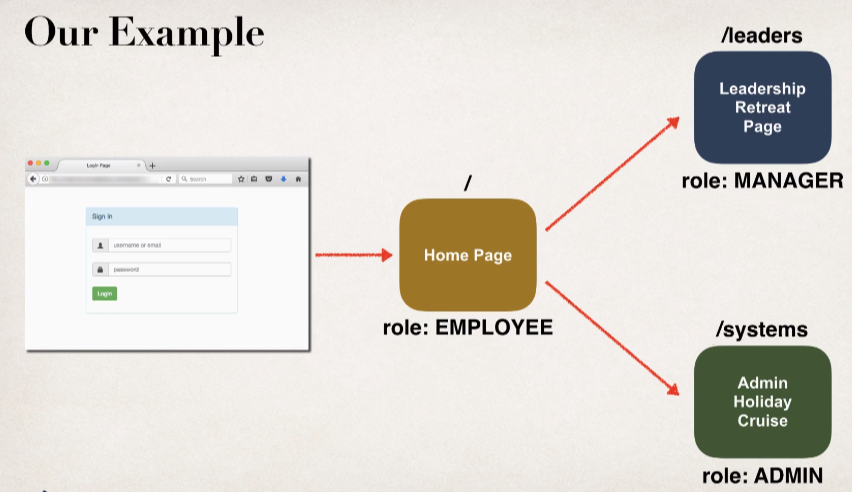 Our Example
Login Page
Search
Sign In
username or email
password
Login
/
Home Page
role: EMPLOYEE
/leaders
Leadership
Retreat
Page
role: MANAGER
/systems
Admin
Holiday
Cruise
role: ADMIN